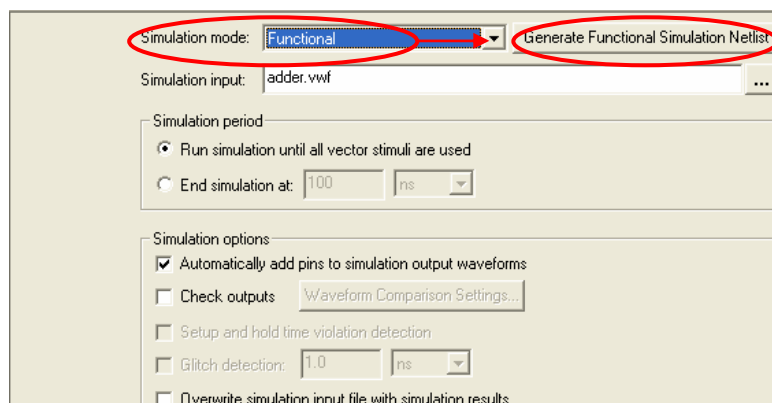 Simulation mode: Functional Generate Functional Simulation Netlist
Simulation input: adder.vwf ...
Simulation period
Run simulation until all vector stimuli are used
End simulation at: 100 ns
Simulation options
Automatically add pins to simulation output waveforms
Check outputs Waveform Comparison Settings...
Setup and hold time violation detection
Glitch detection: 1.0 ns
Overwrite simulation input file with simulation results